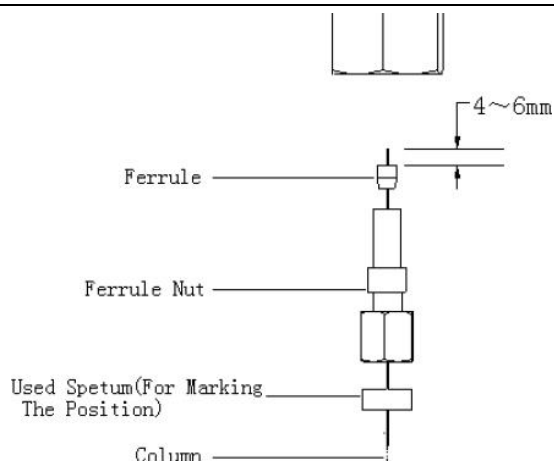 4～6mm
Ferrule
Ferrule Nut
Used Spetum(For Marking
The Position)
Column